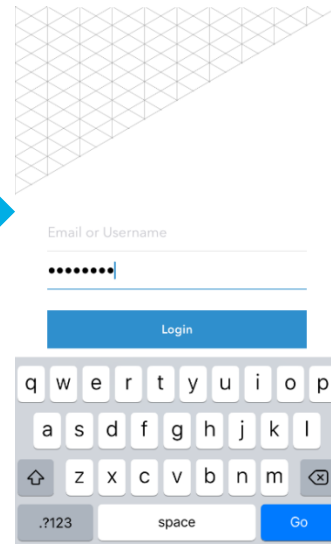 Email or Username
••••••••
Login
q w e r t y u i o p
a s d f g h j k l
z x c v b n m
.?123 space Go